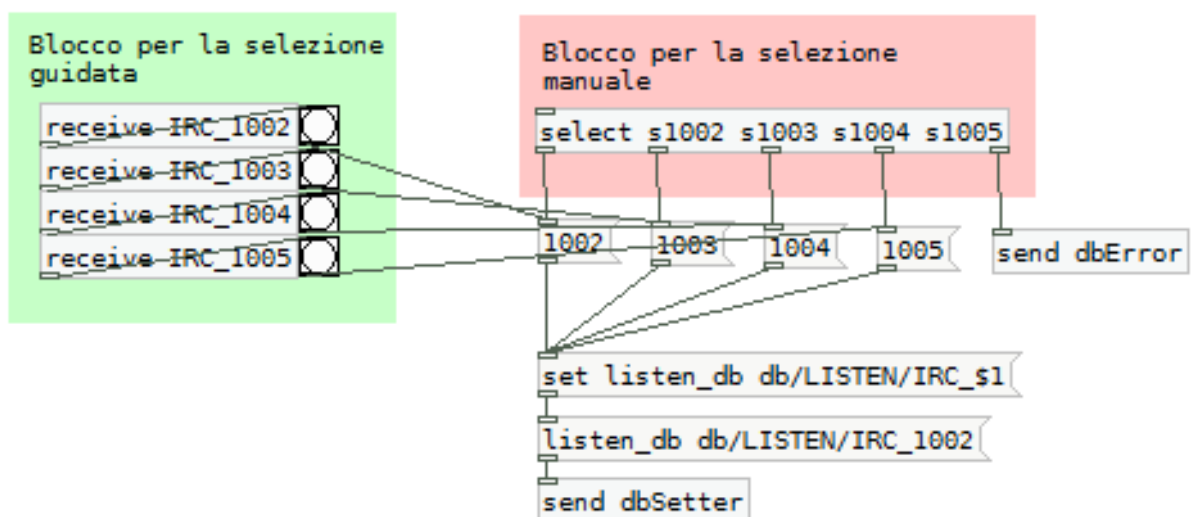 Blocco per la selezione
guidata
receive IRC_1002
receive IRC_1003
receive IRC_1004
receive IRC_1005
Blocco per la selezione
manuale
select s1002 s1003 s1004 s1005
1002
1003
1004
1005
send dbError
set listen_db db/LISTEN/IRC_$1
listen_db db/LISTEN/IRC_1002
send dbSetter